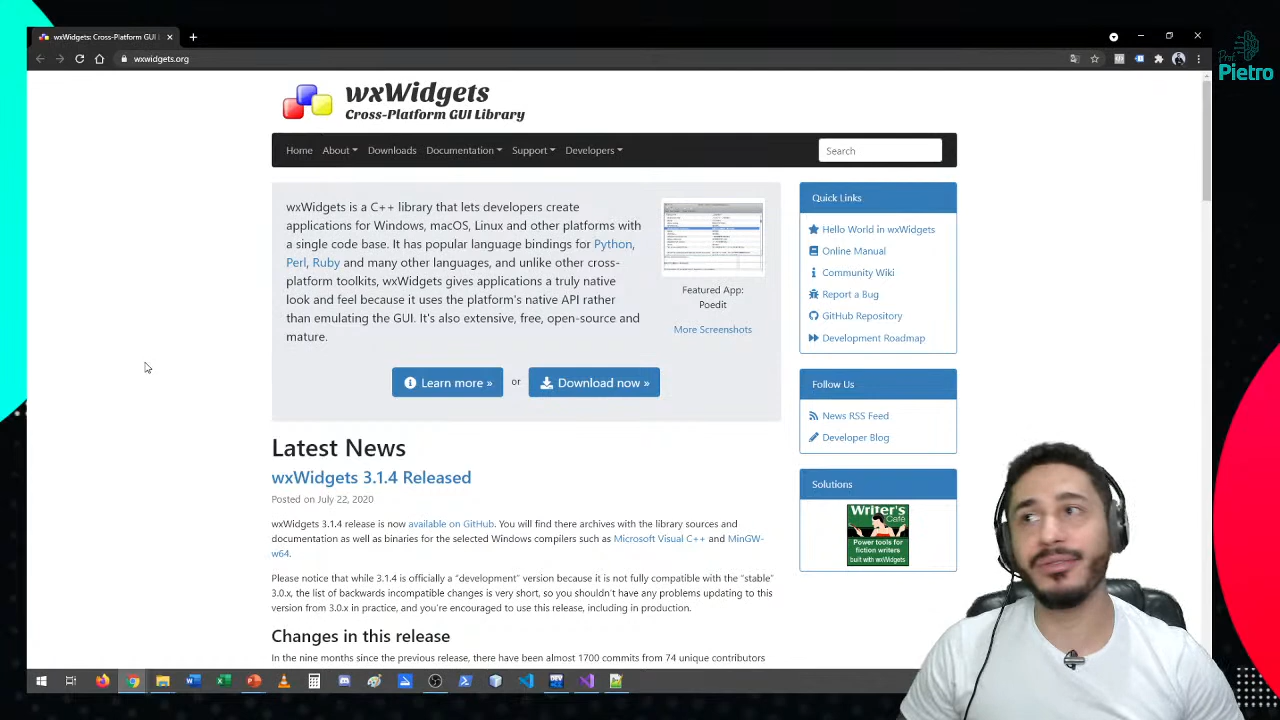 wxWidgets: Cross-Platform GUI
Prof.
Pietro
wxwidgets.org
wxWidgets
Cross-Platform GUI Library
Home
About
Downloads
Documentation
Support
Developers
Search
wxWidgets is a C++ library that lets developers create
applications for Windows, macOS, Linux and other platforms with
a single code base. It has popular language bindings for Python,
Perl, Ruby and many other languages, and unlike other cross-
platform toolkits, wxWidgets gives applications a truly native
look and feel because it uses the platform's native API rather
than emulating the GUI. It's also extensive, free, open-source and
mature.
Featured App:
Poedit
More Screenshots
Learn more »
or
Download now »
Quick Links
Hello World in wxWidgets
Online Manual
Community Wiki
Report a Bug
GitHub Repository
Development Roadmap
Follow Us
News RSS Feed
Developer Blog
Solutions
Writer's
Café
Power tools for
fiction writers
built with wxWidgets
Latest News
wxWidgets 3.1.4 Released
Posted on July 22, 2020
wxWidgets 3.1.4 release is now available on GitHub. You will find there archives with the library sources and
documentation as well as binaries for the selected Windows compilers such as Microsoft Visual C++ and MinGW-
w64.
Please notice that while 3.1.4 is officially a "development" version because it is not fully compatible with the "stable"
3.0.x, the list of backwards incompatible changes is very short, so you shouldn't have any problems updating to this
version from 3.0.x in practice, and you're encouraged to use this release, including in production.
Changes in this release
In the nine months since the previous release, there have been almost 1700 commits from 74 unique contributors